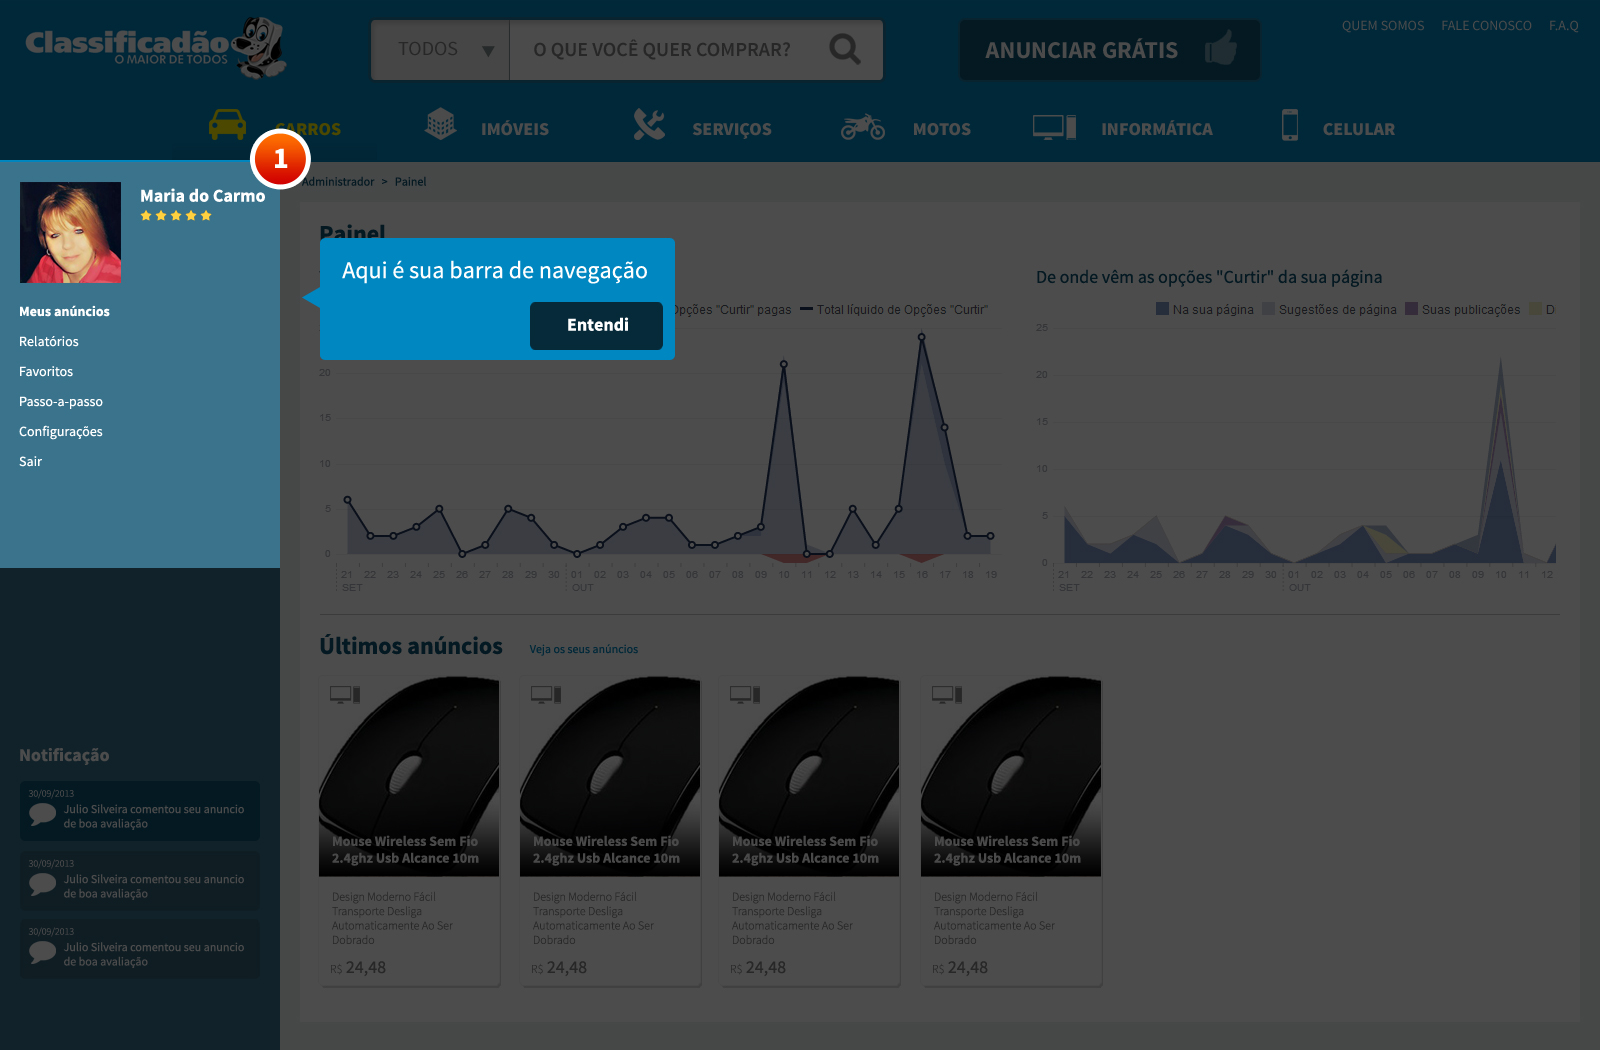 Classificadão
O MAIOR DE TODOS
TODOS
O QUE VOCÊ QUER COMPRAR?
ANUNCIAR GRÁTIS
QUEM SOMOS FALE CONOSCO F.A.Q
CARROS IMÓVEIS SERVIÇOS MOTOS INFORMÁTICA CELULAR
1
Maria do Carmo
Meus anúncios
Relatórios
Favoritos
Passo-a-passo
Configurações
Sair
Notificação
30/09/2013
Julio Silveira comentou seu anuncio
de boa avaliação
30/09/2013
Julio Silveira comentou seu anuncio
de boa avaliação
30/09/2013
Julio Silveira comentou seu anuncio
de boa avaliação
Administrador > Painel
Painel
Aqui é sua barra de navegação
Entendi
pções "Curtir" pagas Total líquido de Opções "Curtir"
20
15
10
5
0
21 22 23 24 25 26 27 28 29 30 01 02 03 04 05 06 07 08 09 10 11 12 13 14 15 16 17 18 19
SET OUT
De onde vêm as opções "Curtir" da sua página
Na sua página Sugestões de página Suas publicações D
25
20
15
10
5
0
21 22 23 24 25 26 27 28 29 30 01 02 03 04 05 06 07 08 09 10 11 12
SET OUT
Últimos anúncios Veja os seus anúncios
Mouse Wireless Sem Fio
2.4ghz Usb Alcance 10m
Design Moderno Fácil
Transporte Desliga
Automaticamente Ao Ser
Dobrado
R$ 24,48
Mouse Wireless Sem Fio
2.4ghz Usb Alcance 10m
Design Moderno Fácil
Transporte Desliga
Automaticamente Ao Ser
Dobrado
R$ 24,48
Mouse Wireless Sem Fio
2.4ghz Usb Alcance 10m
Design Moderno Fácil
Transporte Desliga
Automaticamente Ao Ser
Dobrado
R$ 24,48
Mouse Wireless Sem Fio
2.4ghz Usb Alcance 10m
Design Moderno Fácil
Transporte Desliga
Automaticamente Ao Ser
Dobrado
R$ 24,48